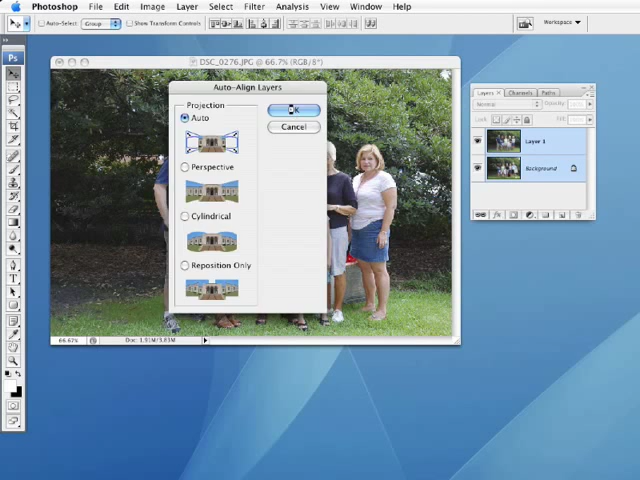 Photoshop File Edit Image Layer Select Filter Analysis View Window Help
Auto-Select: Group Show Transform Controls Workspace
Ps
DSC_0276.JPG @ 66.7% (RGB/8*)
Auto-Align Layers
Projection
Auto
OK
Cancel
Perspective
Cylindrical
Reposition Only
66.67% Doc: 1.91M/3.83M
Layers Channels Paths
Normal Opacity:
Lock: Fill:
Layer 1
Background